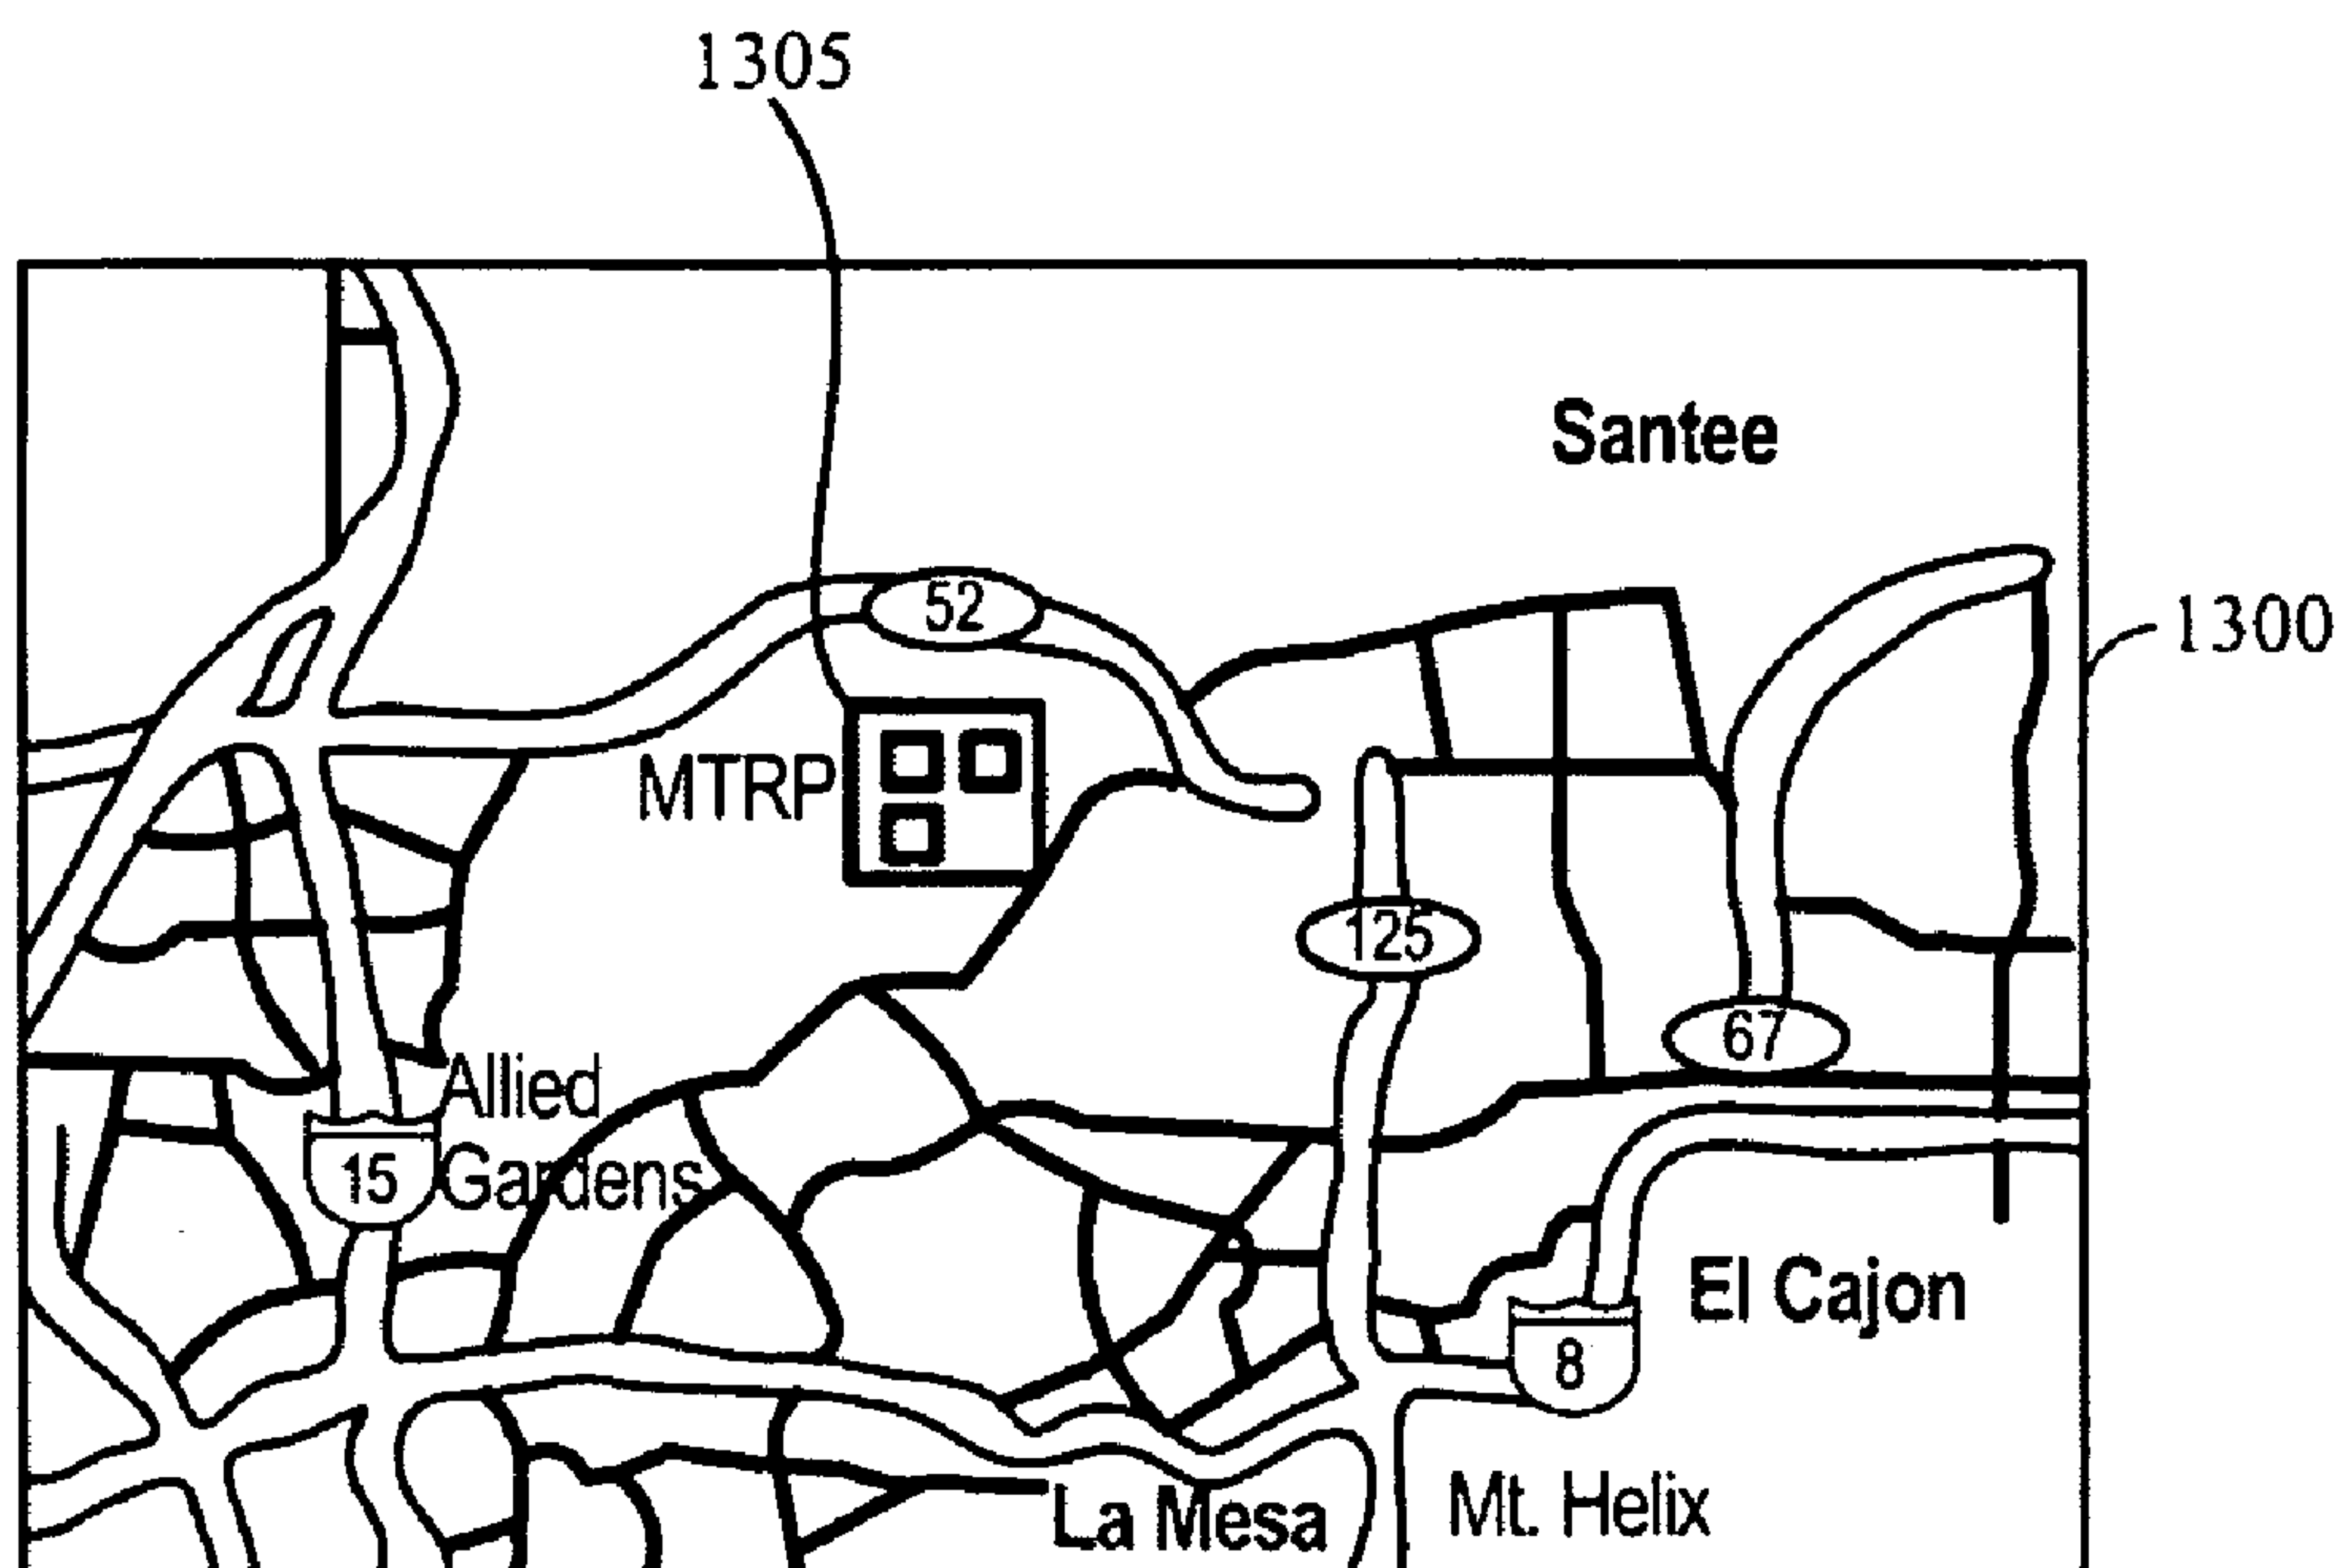 1305
Santee
52
1300
MTRP
125
67
Allied
Gardens
15
El Cajon
8
La Mesa
Mt. Helix